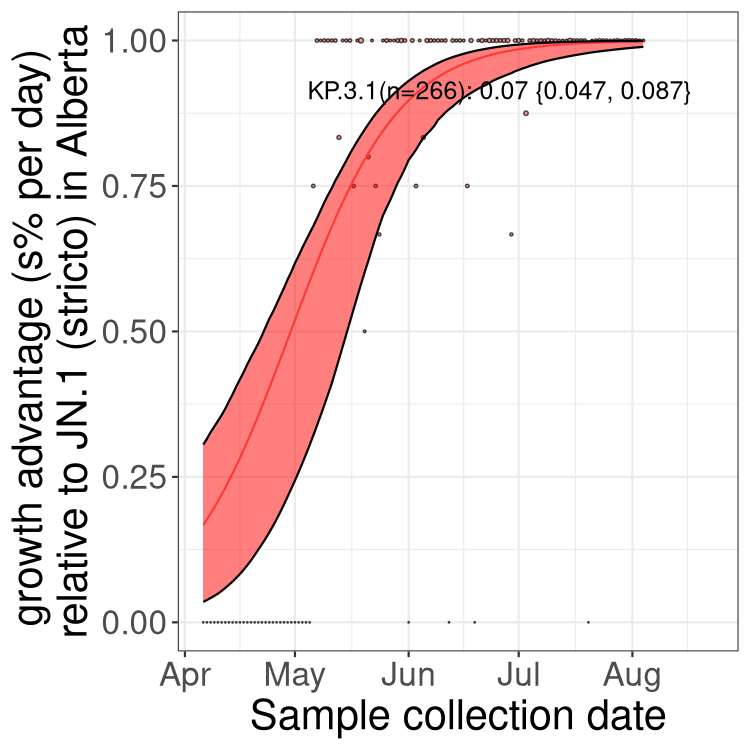 growth advantage (s% per day)
relative to JN.1 (stricto) in Alberta
1.00
0.75
0.50
0.25
0.00
KP.3.1(n=266): 0.07 {0.047, 0.087}
Apr May Jun Jul Aug
Sample collection date